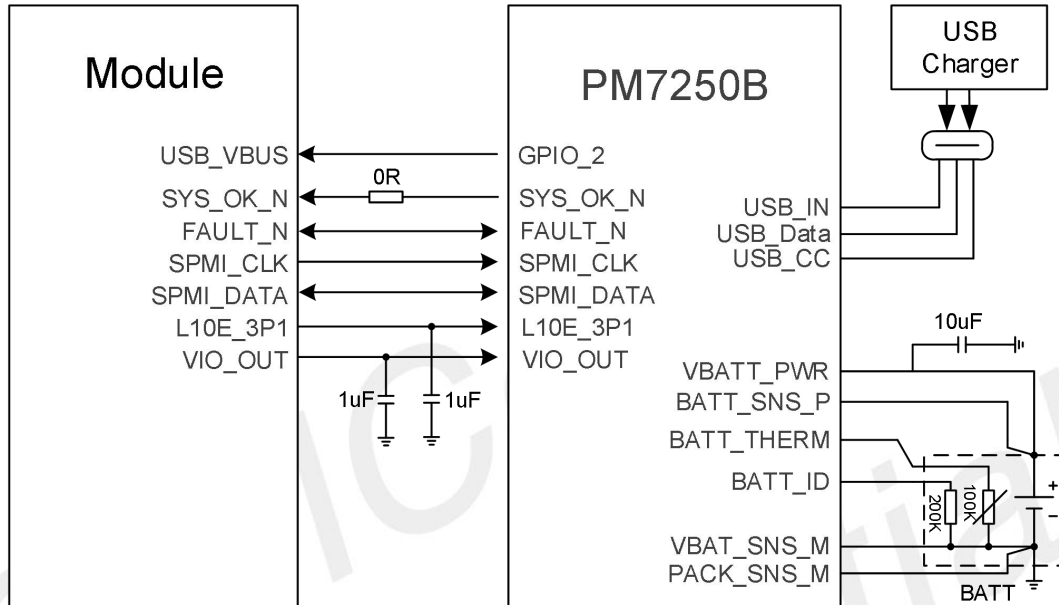 Module
PM7250B
USB
Charger
USB_VBUS
GPIO_2
0R
SYS_OK_N
SYS_OK_N
FAULT_N
FAULT_N
SPMI_CLK
SPMI_CLK
SPMI_DATA
SPMI_DATA
L10E_3P1
L10E_3P1
VIO_OUT
VIO_OUT
1uF
1uF
USB_IN
USB_Data
USB_CC
10uF
VBATT_PWR
BATT_SNS_P
BATT_THERM
BATT_ID
200K
100K
+
-
VBAT_SNS_M
PACK_SNS_M
BATT